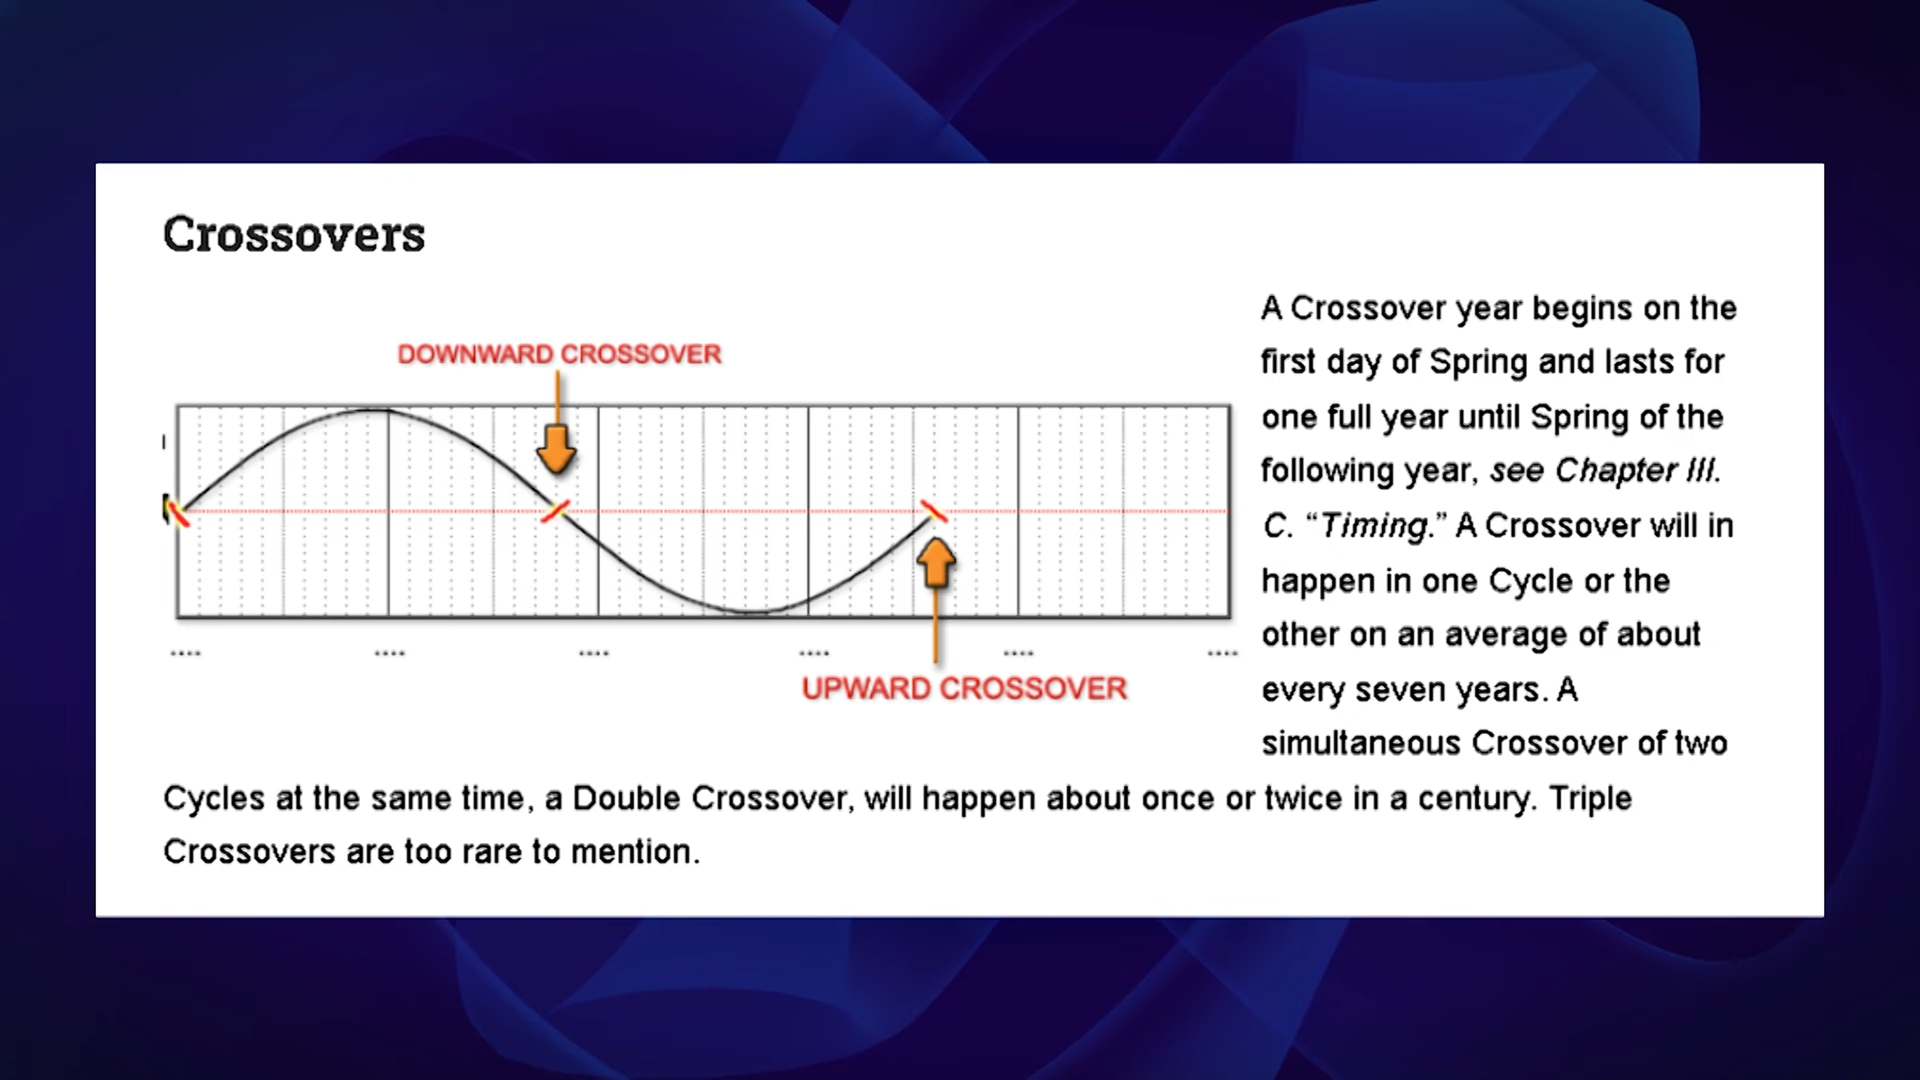 Crossovers
DOWNWARD CROSSOVER
UPWARD CROSSOVER
A Crossover year begins on the
first day of Spring and lasts for
one full year until Spring of the
following year, see Chapter III.
C. “Timing.” A Crossover will in
happen in one Cycle or the
other on an average of about
every seven years. A
simultaneous Crossover of two
Cycles at the same time, a Double Crossover, will happen about once or twice in a century. Triple
Crossovers are too rare to mention.